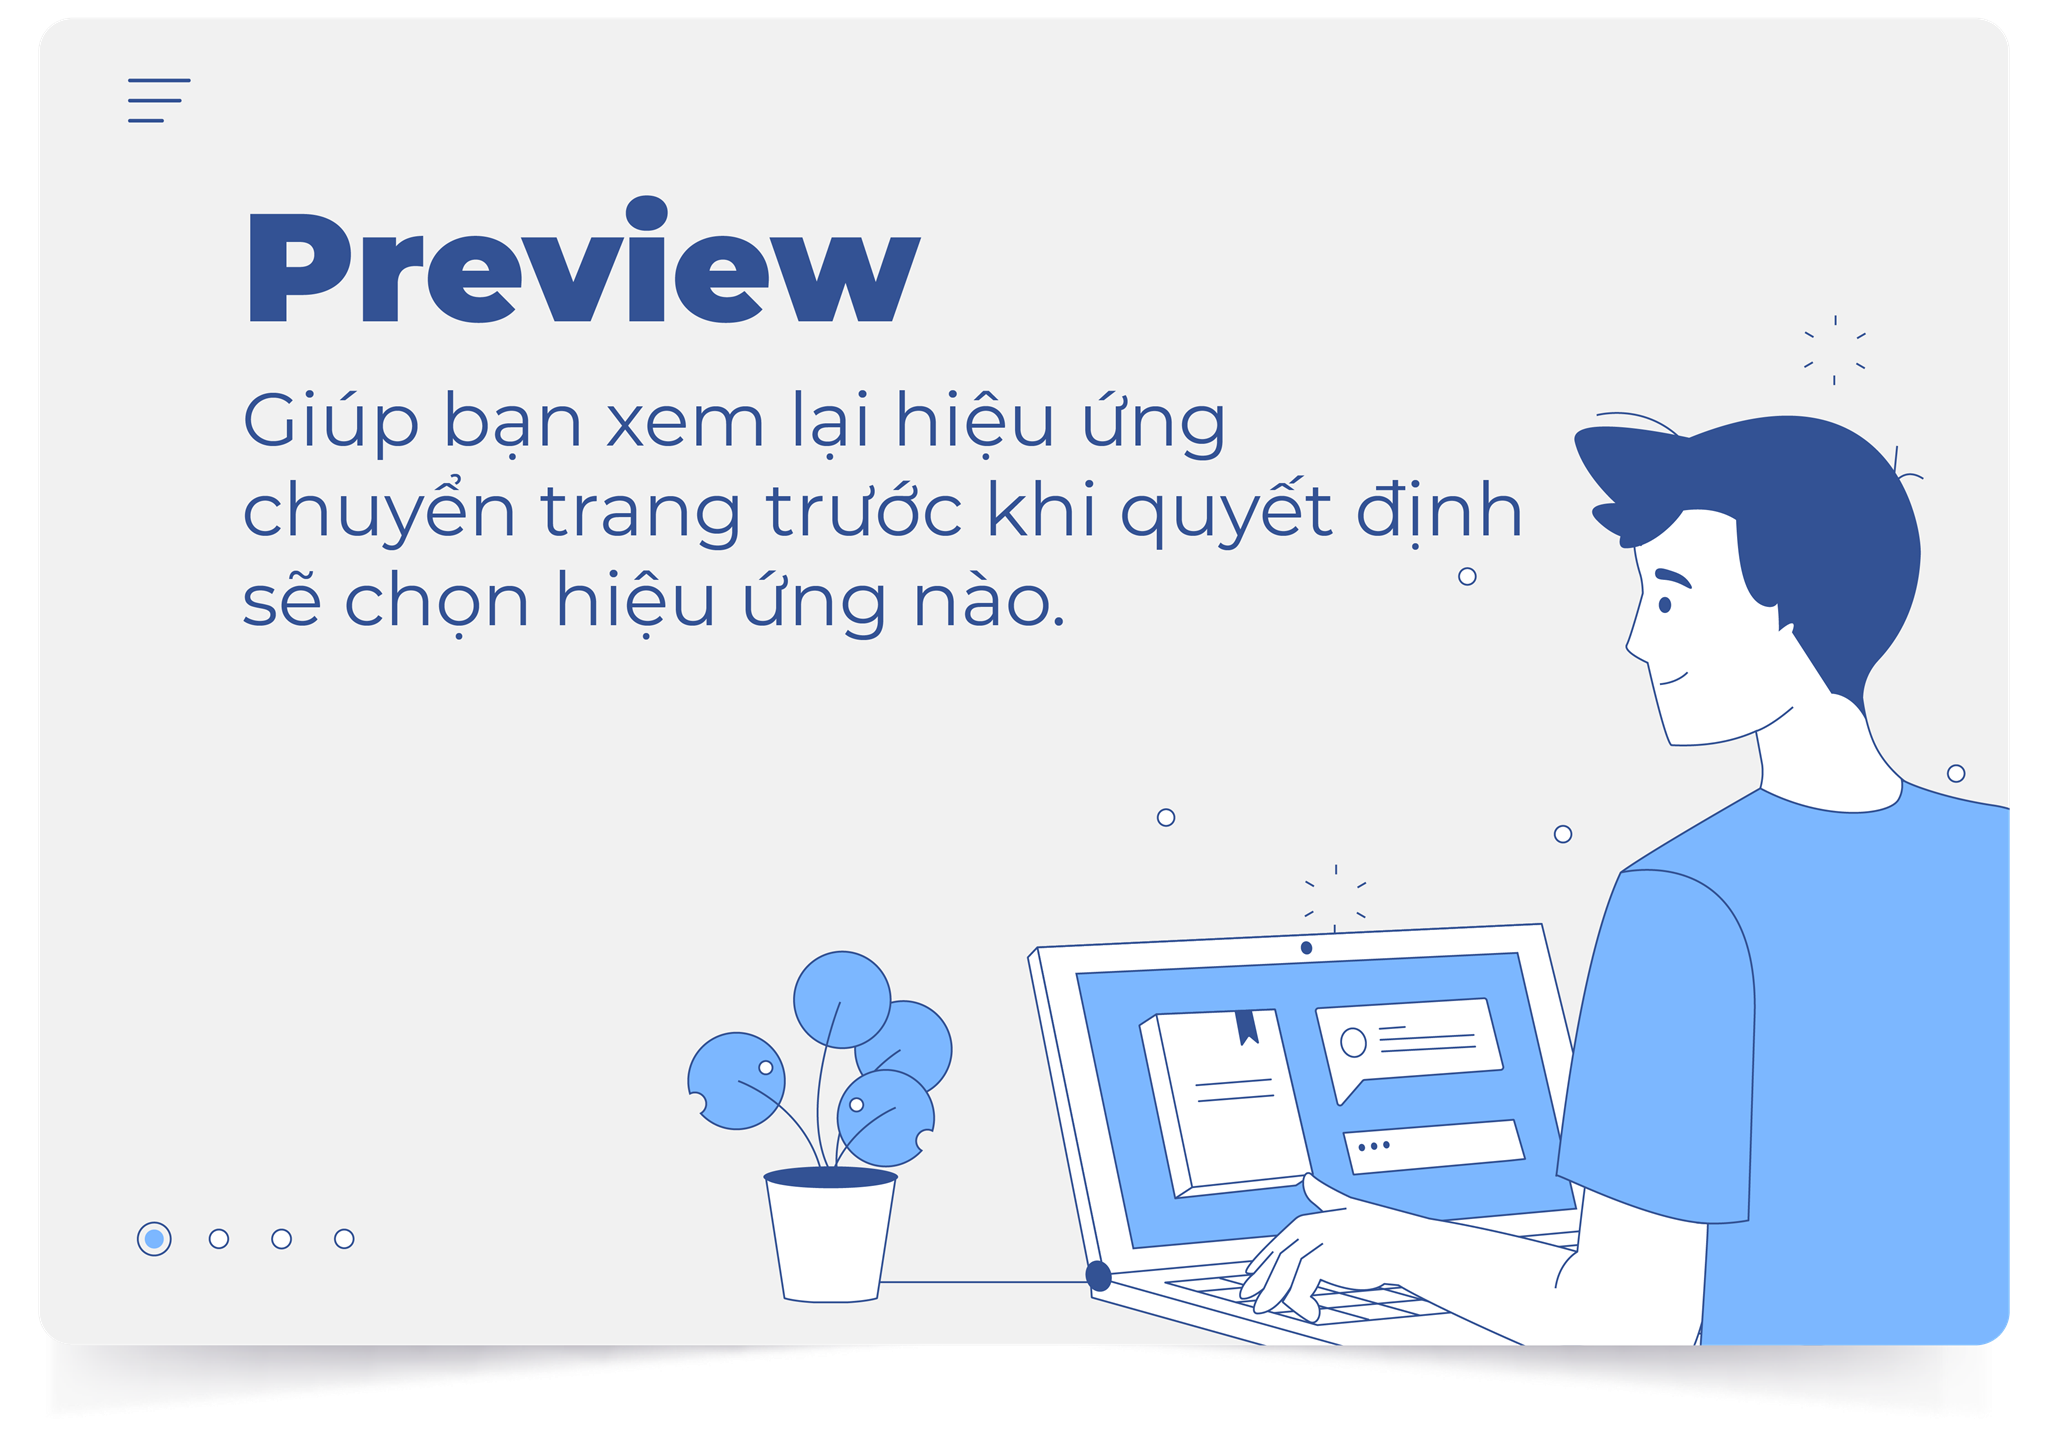 Preview
Giúp bạn xem lại hiệu ứng
chuyển trang trước khi quyết định
sẽ chọn hiệu ứng nào.